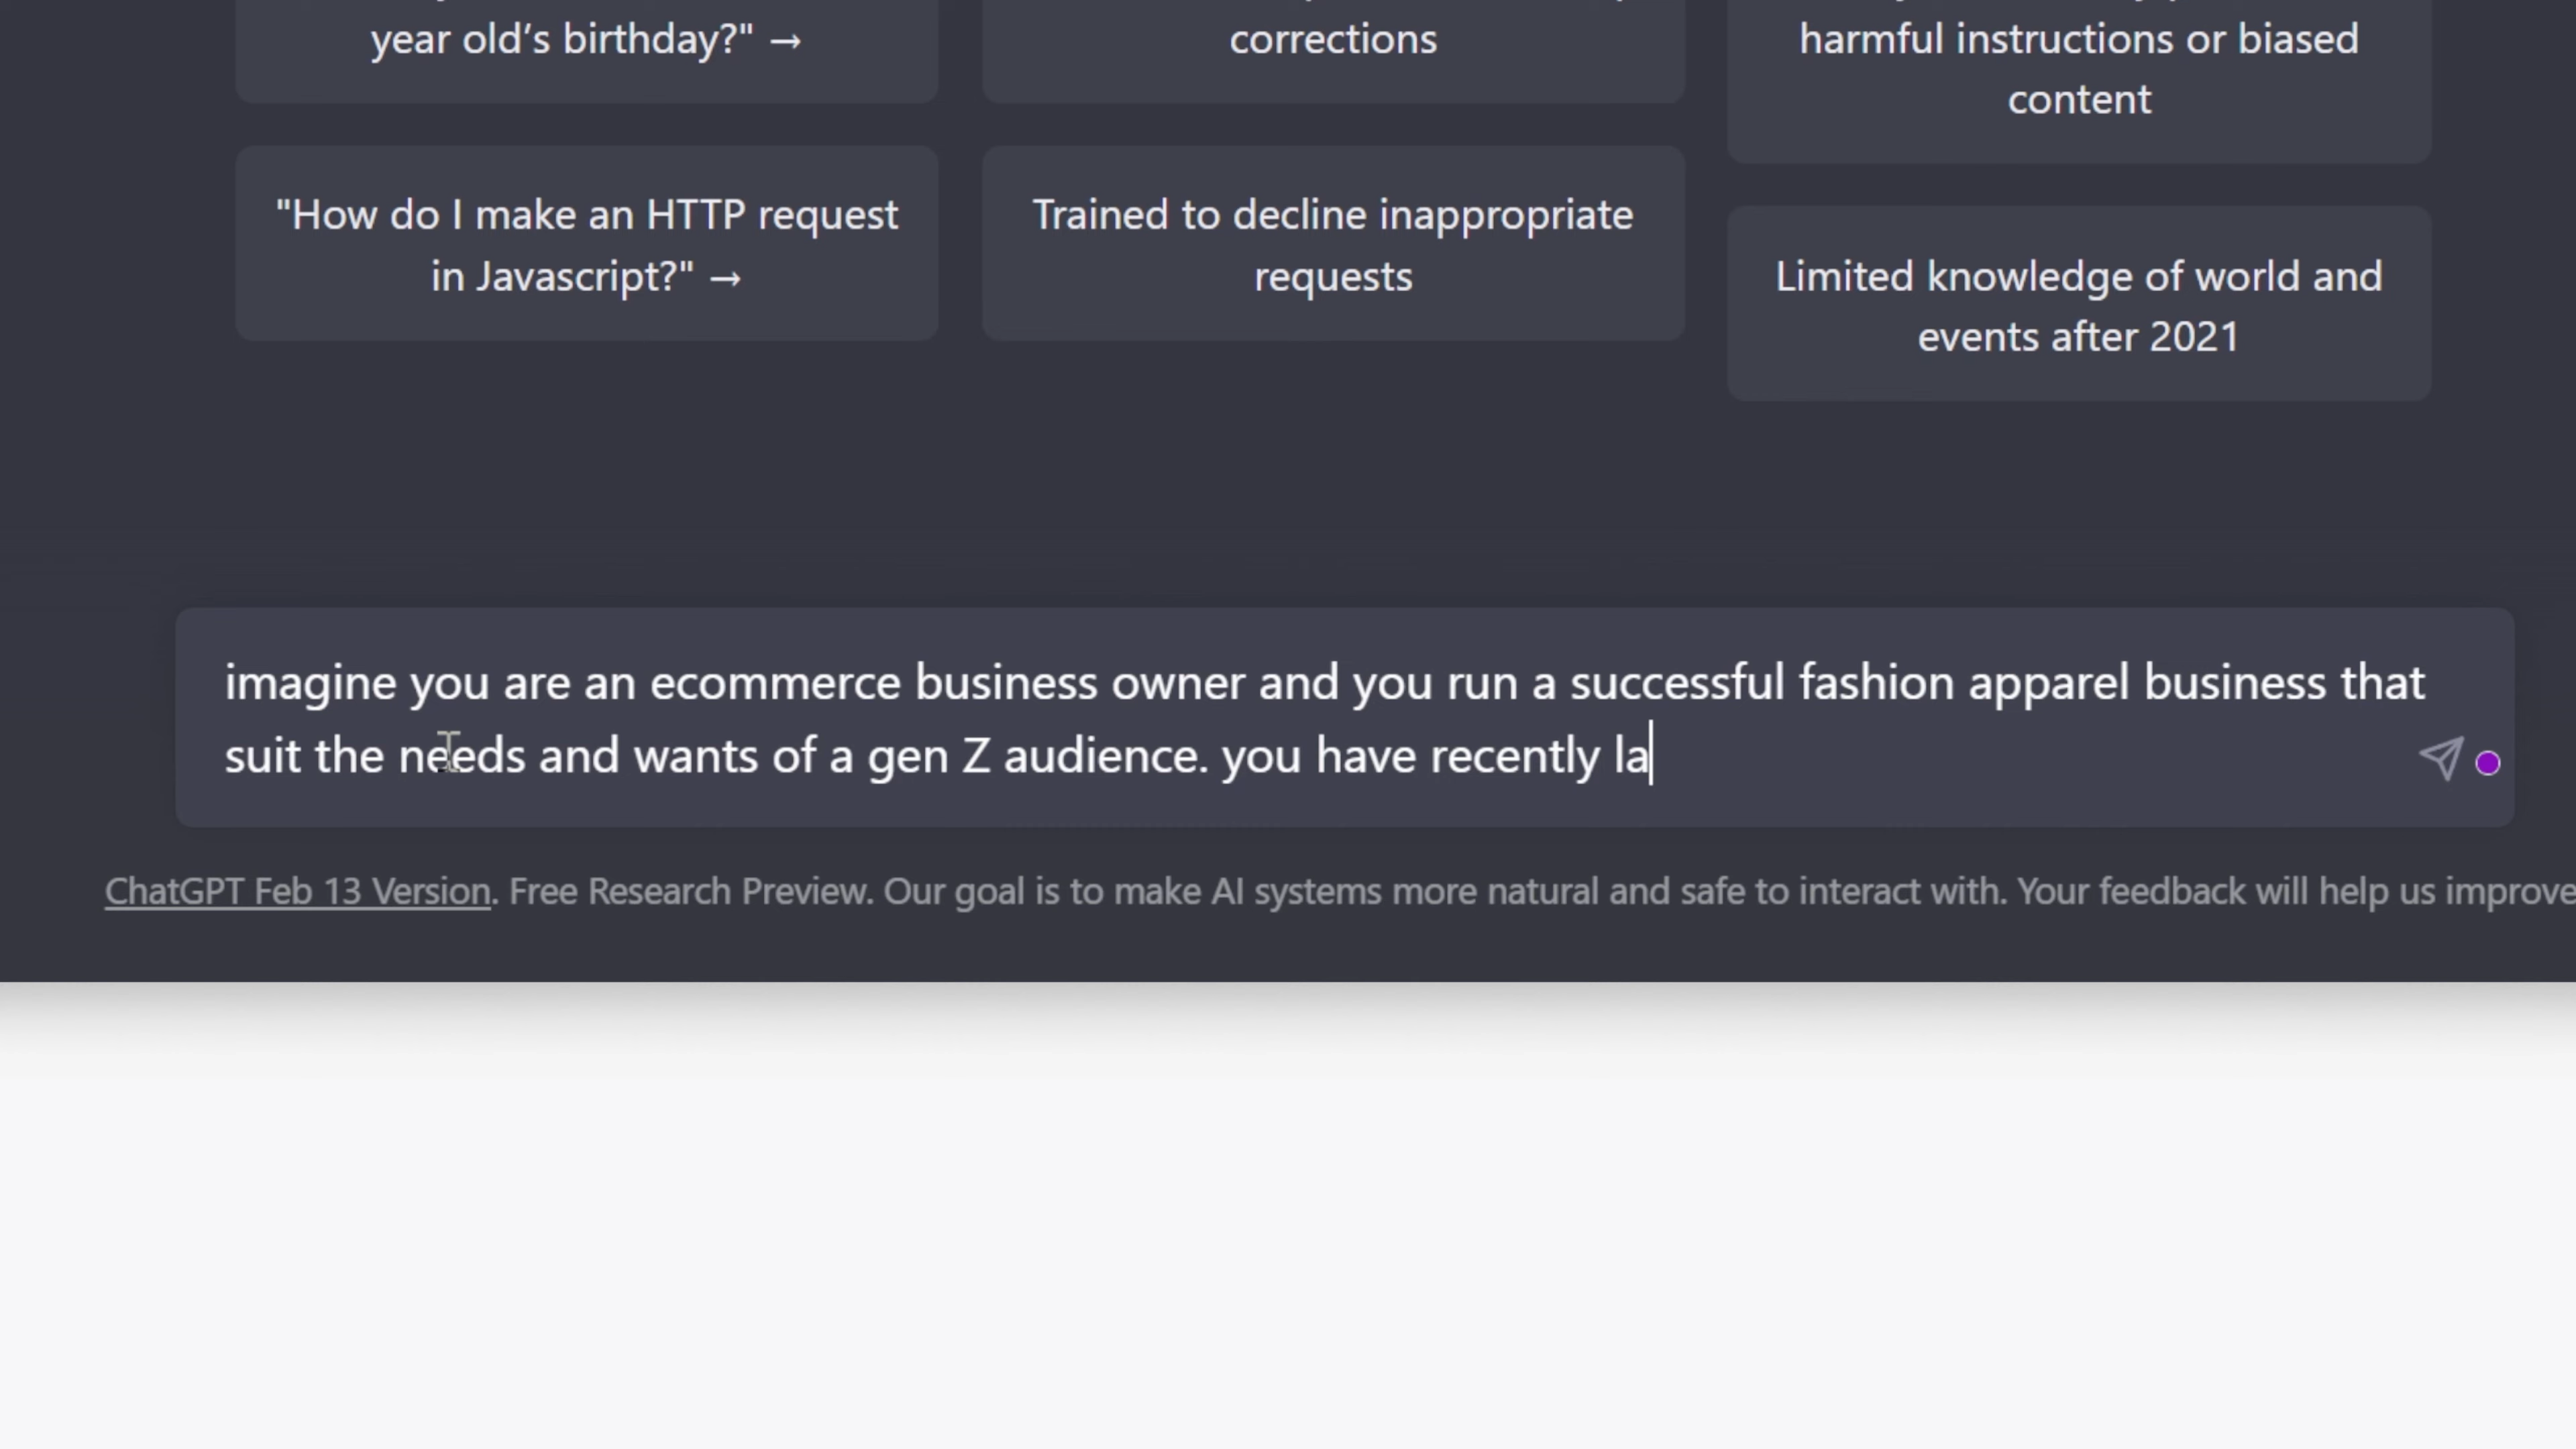 year old’s birthday?" →
corrections
harmful instructions or biased
content
"How do I make an HTTP request
in Javascript?" →
Trained to decline inappropriate
requests
Limited knowledge of world and
events after 2021
imagine you are an ecommerce business owner and you run a successful fashion apparel business that
suit the needs and wants of a gen Z audience. you have recently la
ChatGPT Feb 13 Version. Free Research Preview. Our goal is to make AI systems more natural and safe to interact with. Your feedback will help us improve